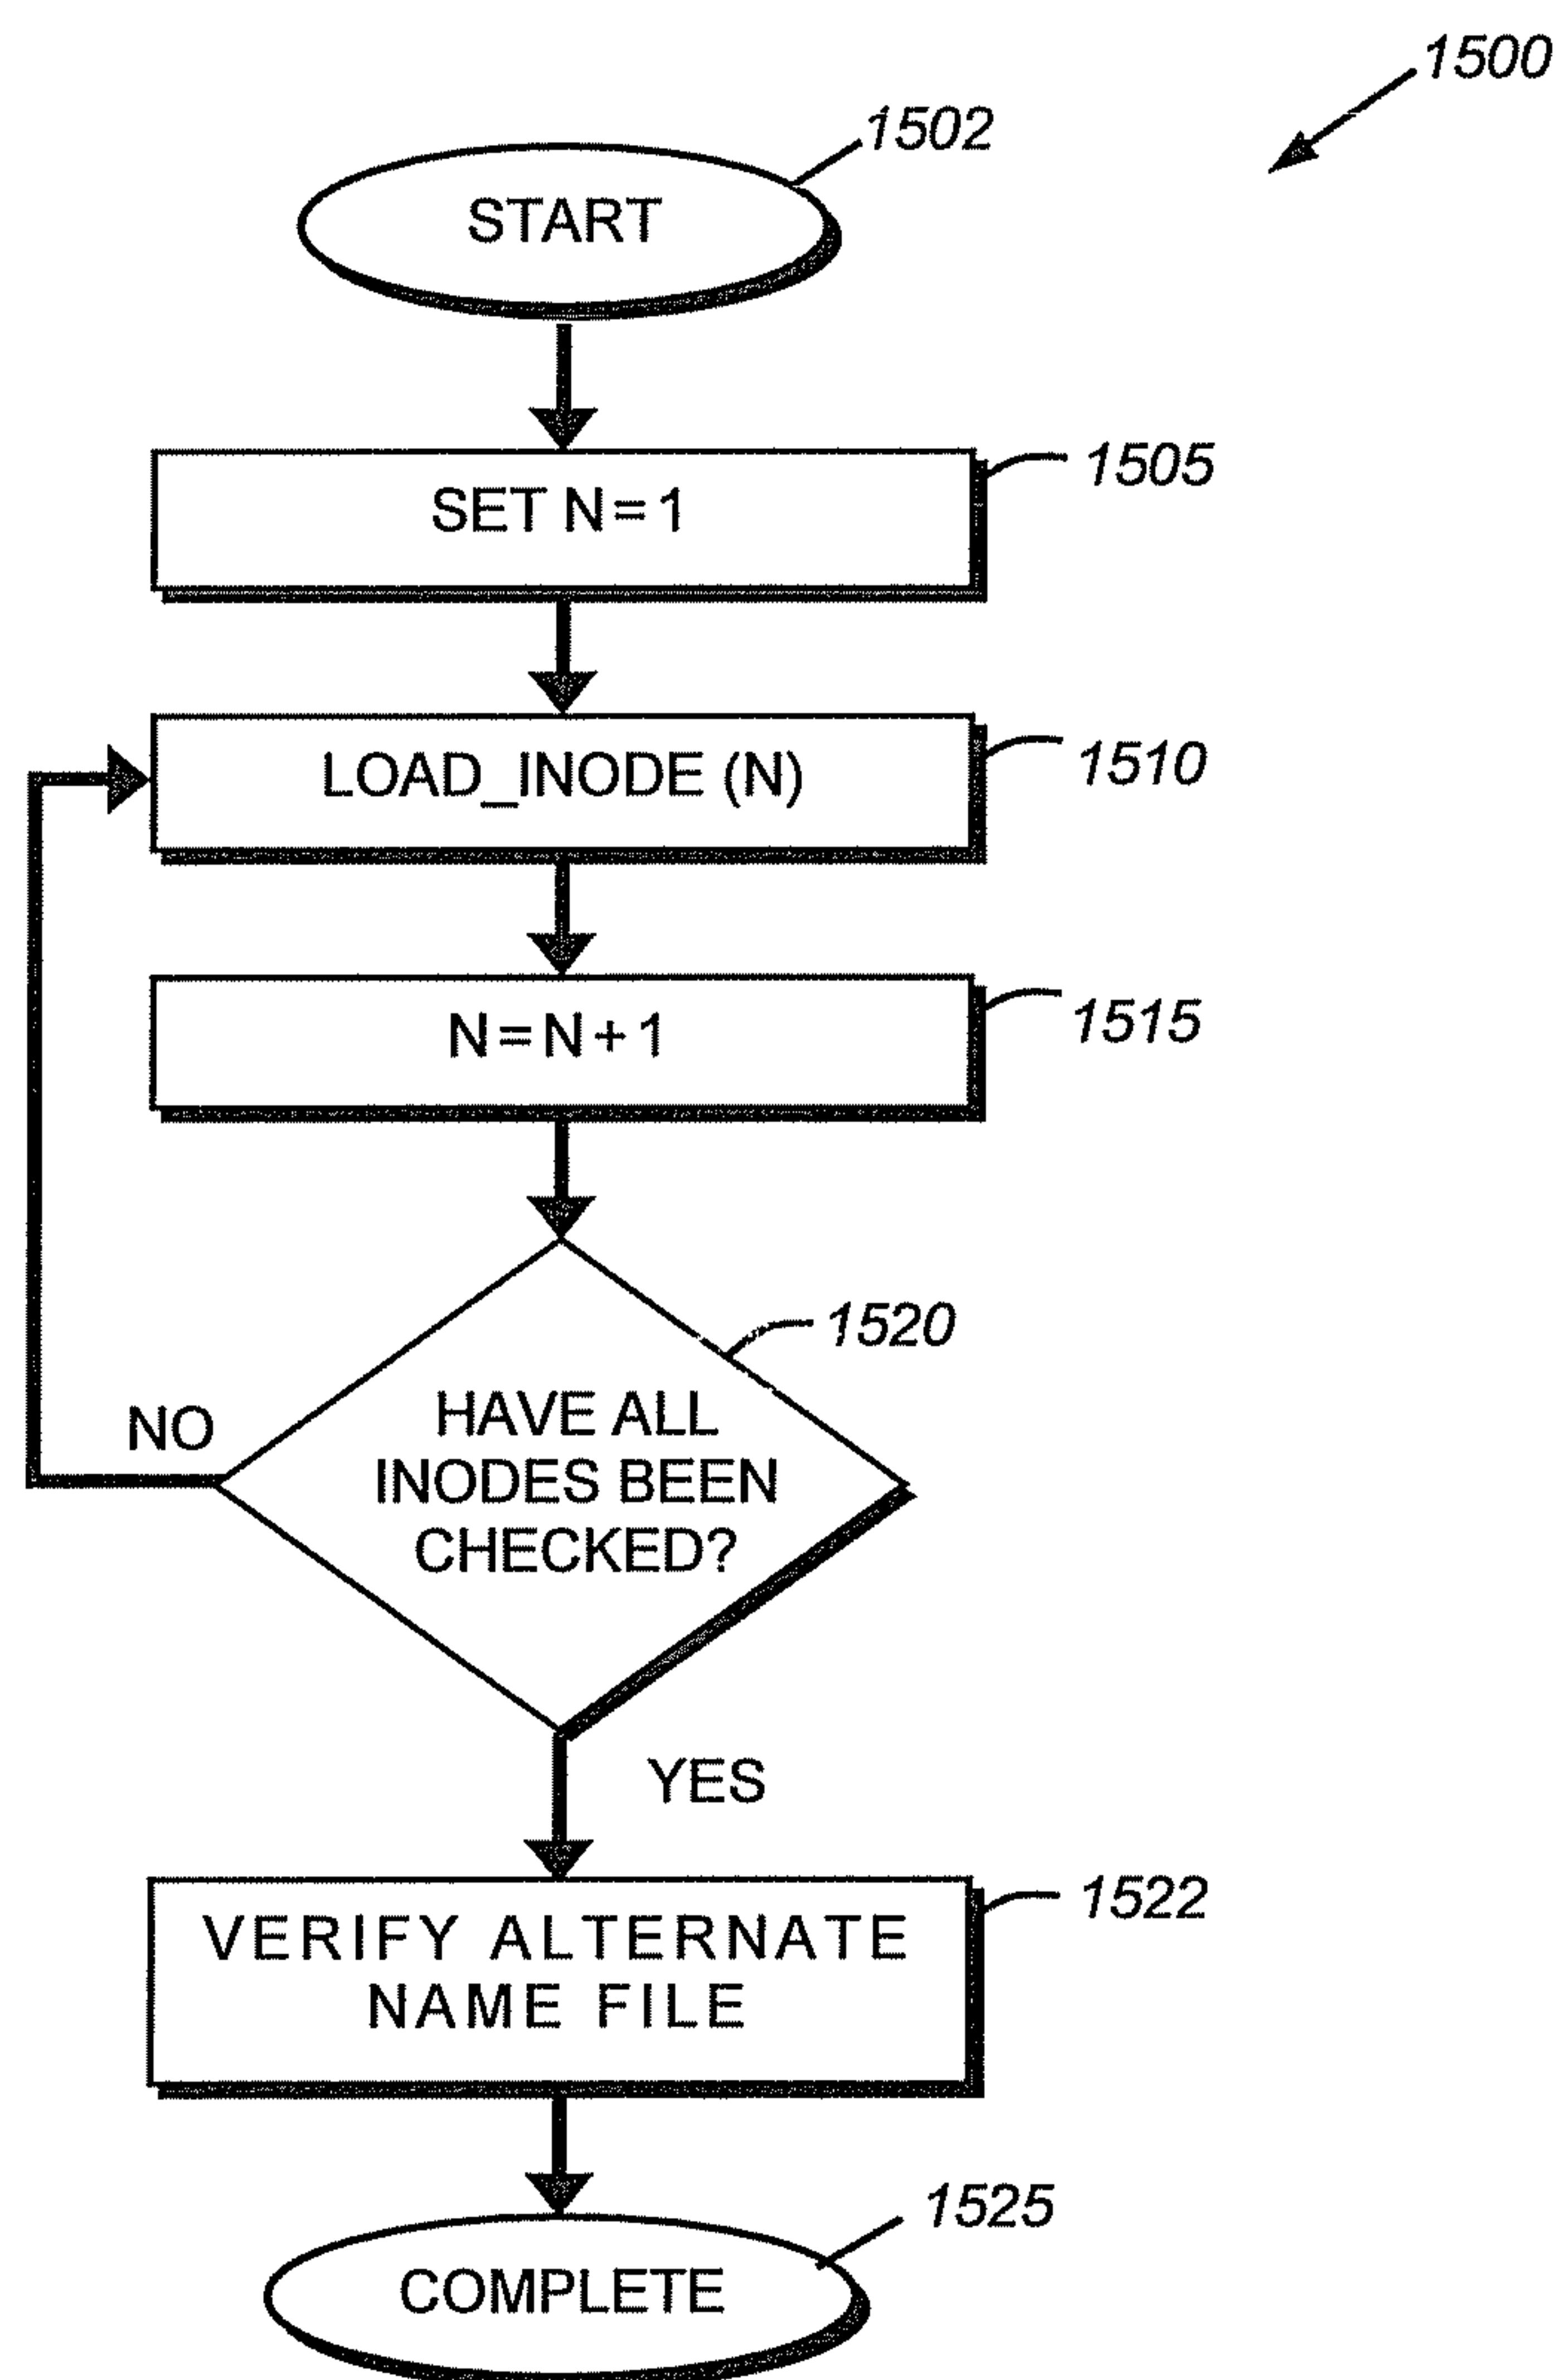 1500
1502
START
1505
SET N=1
1510
LOAD_INODE (N)
1515
N=N+1
1520
HAVE ALL
INODES BEEN
CHECKED?
NO
YES
1522
VERIFY ALTERNATE
NAME FILE
1525
COMPLETE